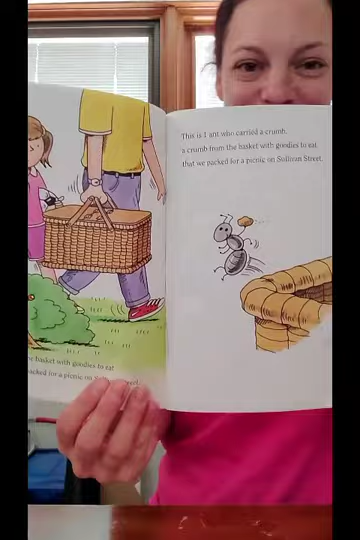 basket with goodies to eat
for a picnic on
This is 1 ant who carried a crumb.
a crumb from the basket with goodies to eat
that we packed for a picnic on Sullivan Street.